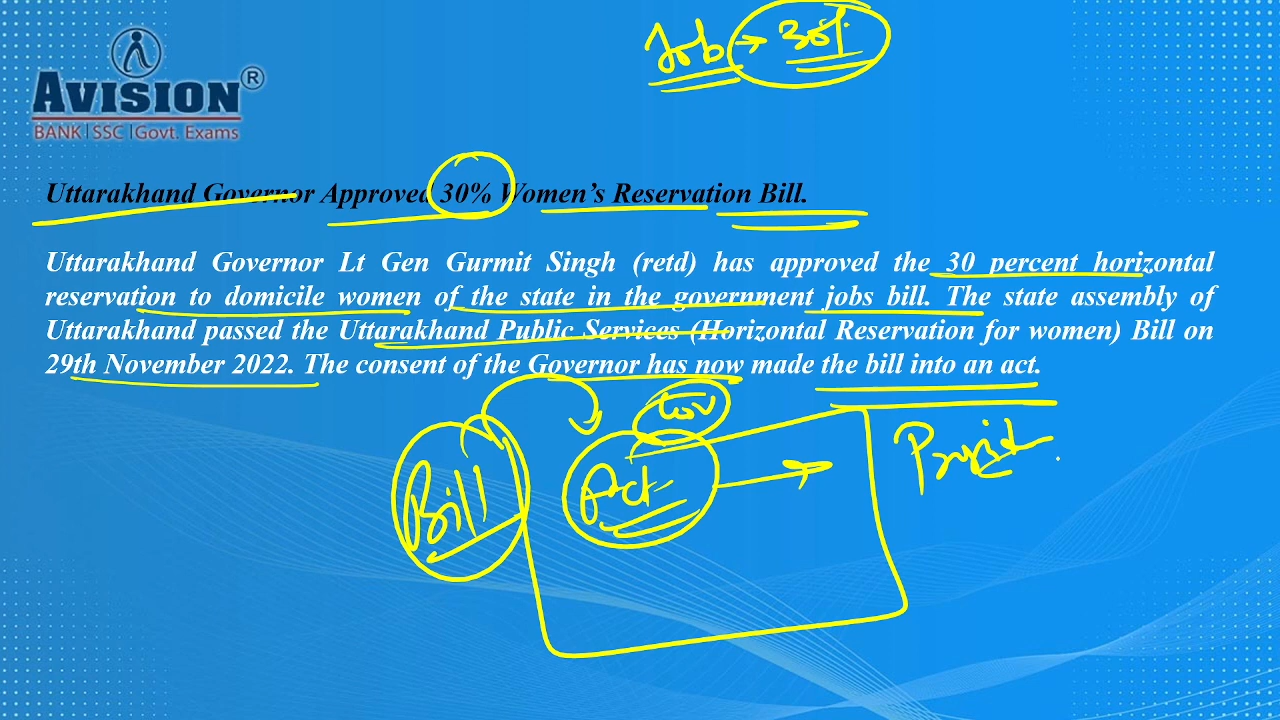 Job → 30%
AVISION®
BANK | SSC | Govt. Exams
Uttarakhand Governor Approved 30% Women's Reservation Bill.
Uttarakhand Governor Lt Gen Gurmit Singh (retd) has approved the 30 percent horizontal
reservation to domicile women of the state in the government jobs bill. The state assembly of
Uttarakhand passed the Uttarakhand Public Services (Horizontal Reservation for women) Bill on
29th November 2022. The consent of the Governor has now made the bill into an act.
Gov
Bill
Act